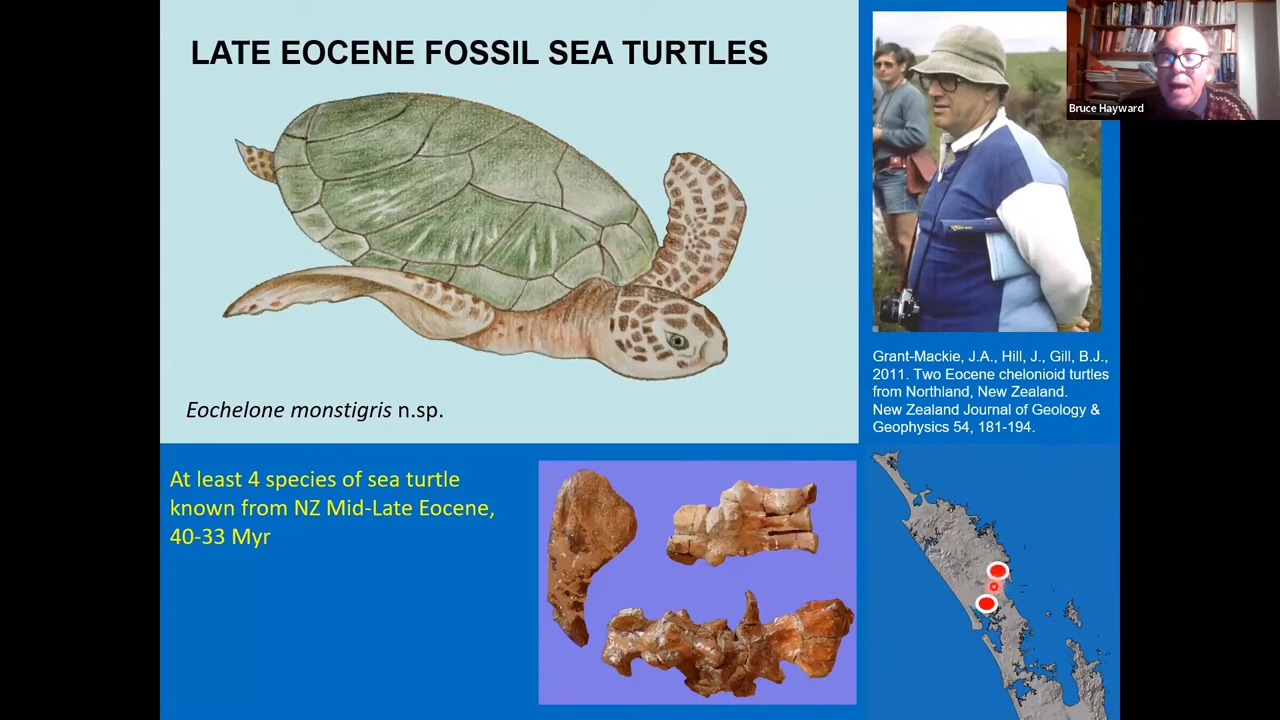 LATE EOCENE FOSSIL SEA TURTLES
Bruce Hayward
Grant-Mackie, J.A., Hill, J., Gill, B.J.,
2011. Two Eocene chelonioid turtles
from Northland, New Zealand.
New Zealand Journal of Geology &
Geophysics 54, 181-194.
Eochelone monstigris n.sp.
At least 4 species of sea turtle
known from NZ Mid-Late Eocene,
40-33 Myr